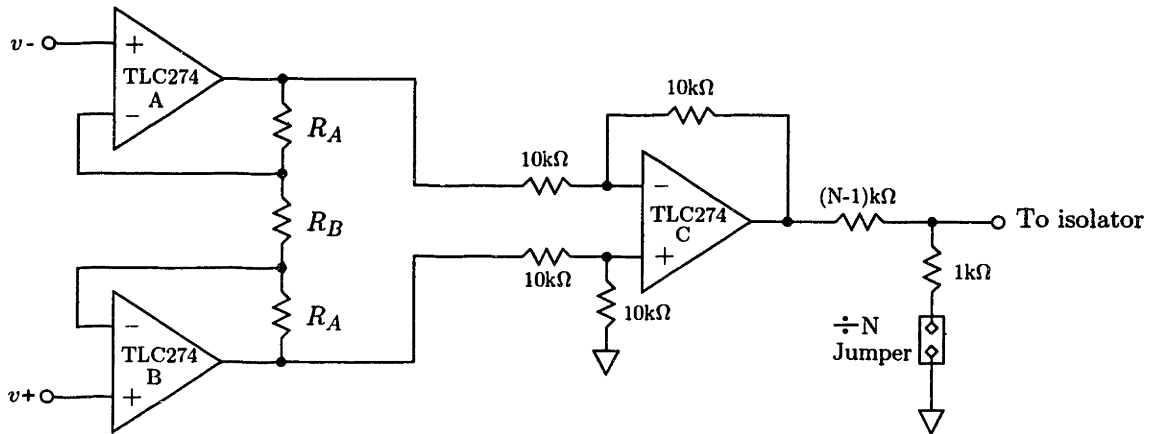 v-
+
TLC274
A
−
R_A
R_B
R_A
−
TLC274
B
+
v+
10kΩ
10kΩ
−
TLC274
C
+
10kΩ
10kΩ
(N-1)kΩ
To isolator
1kΩ
÷N
Jumper